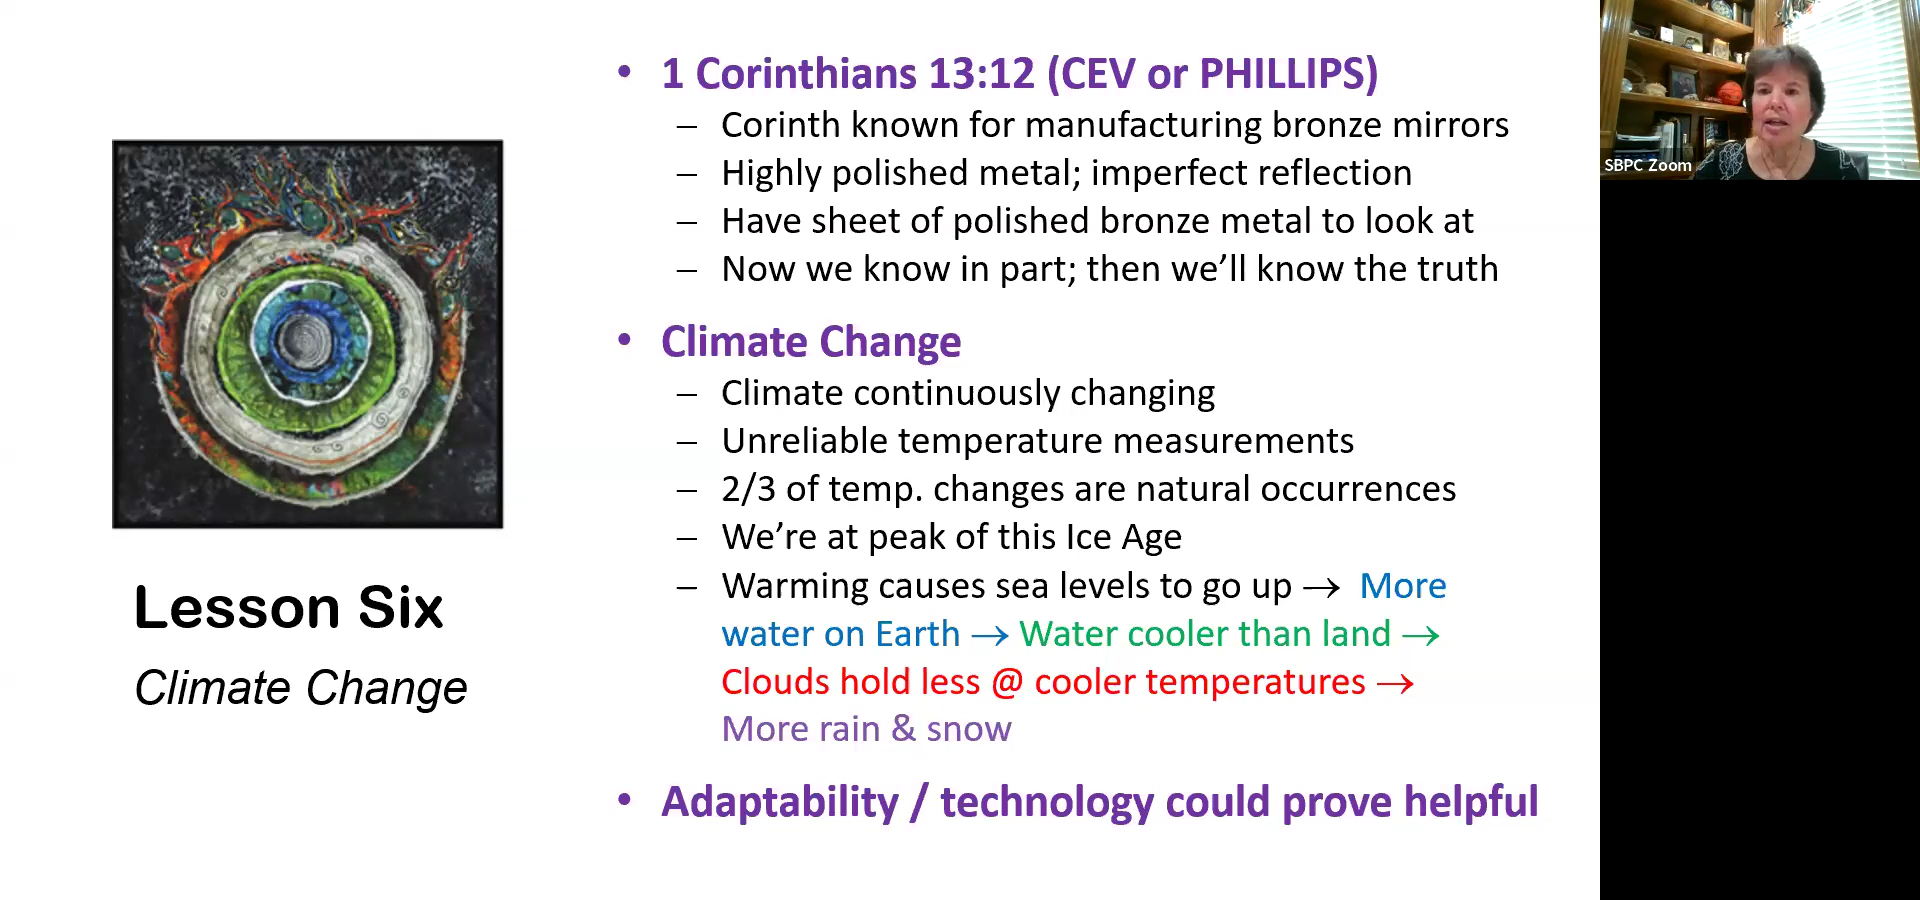 • 1 Corinthians 13:12 (CEV or PHILLIPS)
– Corinth known for manufacturing bronze mirrors
– Highly polished metal; imperfect reflection
– Have sheet of polished bronze metal to look at
– Now we know in part; then we’ll know the truth
• Climate Change
– Climate continuously changing
– Unreliable temperature measurements
– 2/3 of temp. changes are natural occurrences
– We’re at peak of this Ice Age
– Warming causes sea levels to go up → More
water on Earth → Water cooler than land →
Clouds hold less @ cooler temperatures →
More rain & snow
• Adaptability / technology could prove helpful
Lesson Six
Climate Change
SBPC Zoom